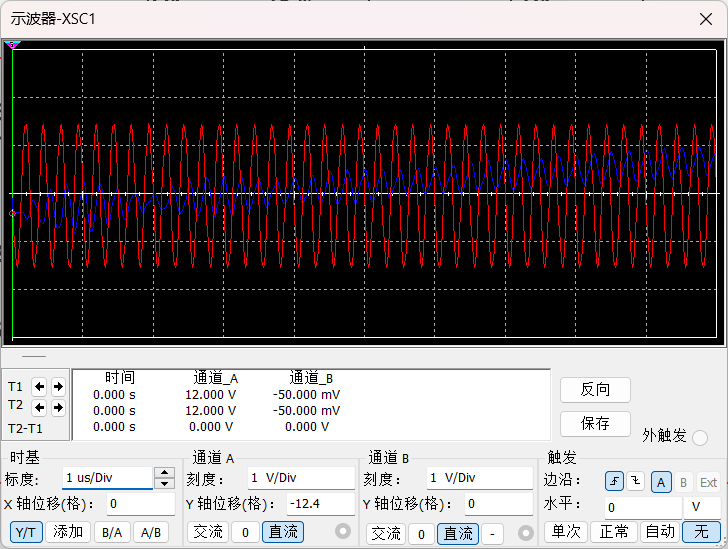 示波器-XSC1
时间 通道_A 通道_B
T1 0.000 s 12.000 V -50.000 mV
T2 0.000 s 12.000 V -50.000 mV
T2-T1 0.000 s 0.000 V 0.000 V
反向
保存
外触发
时基
标度: 1 us/Div
X 轴位移(格): 0
Y/T 添加 B/A A/B
通道 A
刻度: 1 V/Div
Y 轴位移(格): -12.4
交流 0 直流
通道 B
刻度: 1 V/Div
Y 轴位移(格): 0
交流 0 直流 -
触发
边沿: A B Ext
水平: 0 V
单次 正常 自动 无